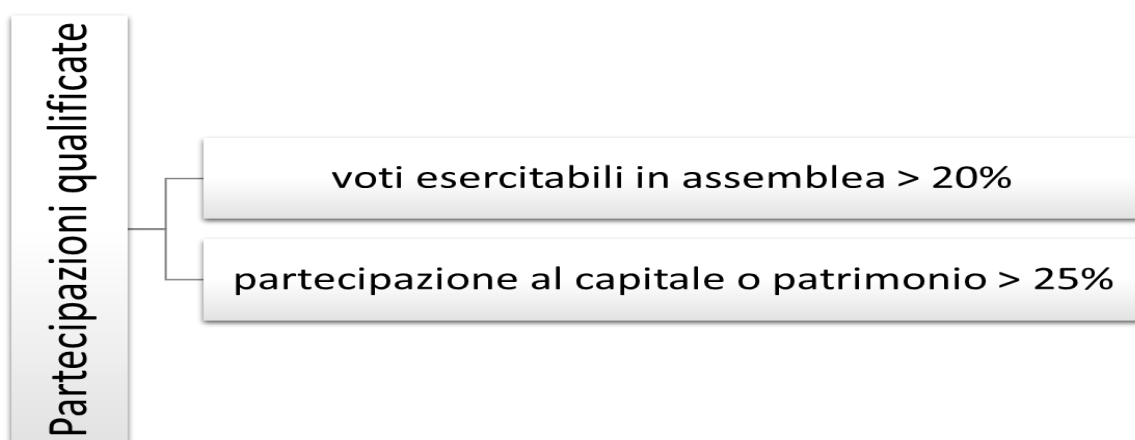 Partecipazioni qualificate
voti esercitabili in assemblea > 20%
partecipazione al capitale o patrimonio > 25%